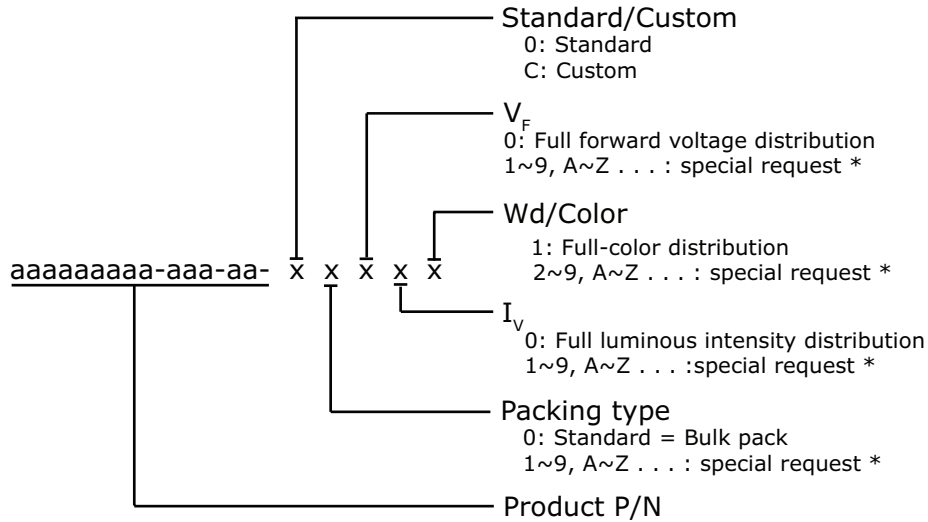 Standard/Custom
0: Standard
C: Custom
VF
0: Full forward voltage distribution
1~9, A~Z . . . : special request *
Wd/Color
1: Full-color distribution
2~9, A~Z . . . : special request *
aaaaaaaaa-aaa-aa- x x x x x
IV
0: Full luminous intensity distribution
1~9, A~Z . . . :special request *
Packing type
0: Standard = Bulk pack
1~9, A~Z . . . : special request *
Product P/N